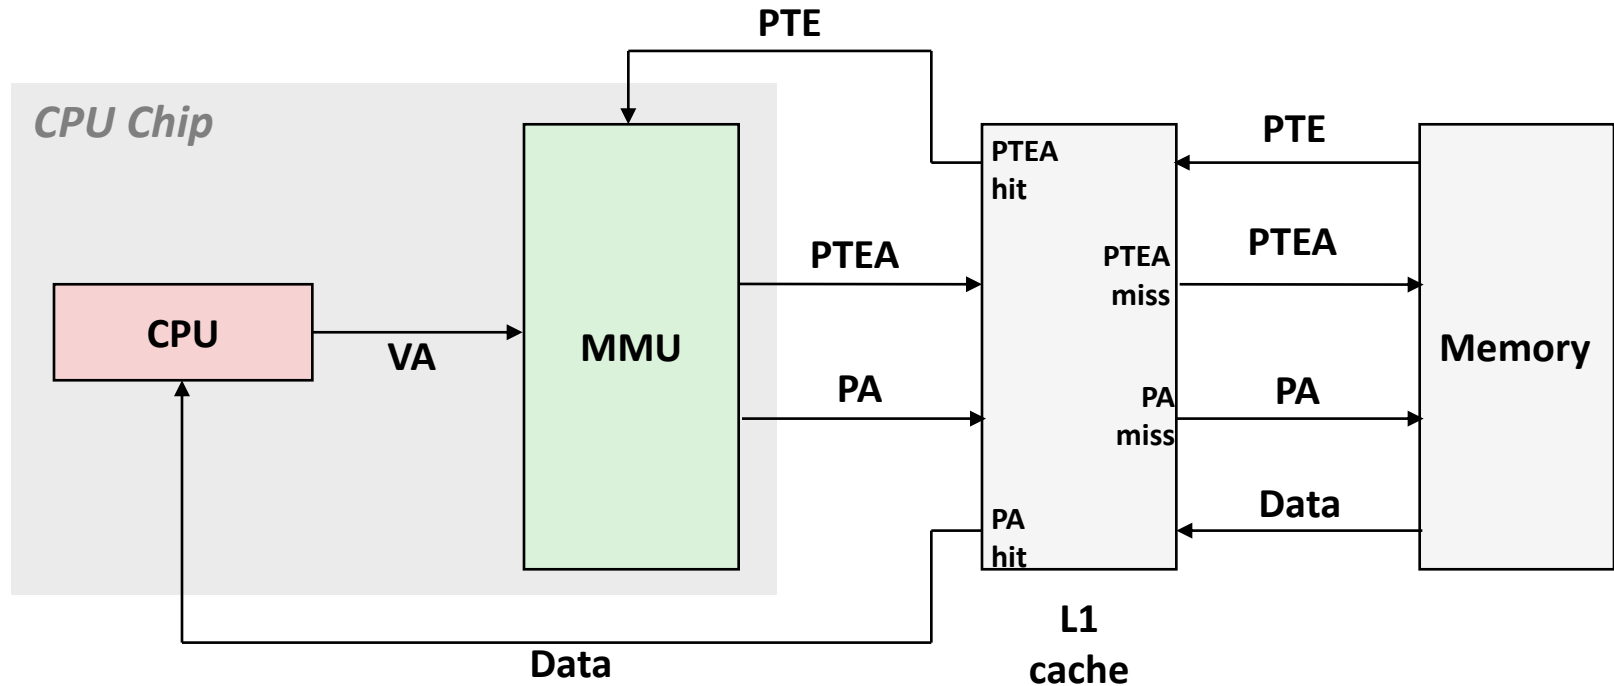 PTE
CPU Chip
PTEA
hit
PTE
PTEA
PTEA
miss
PTEA
CPU
VA
MMU
Memory
PA
PA
miss
PA
PA
hit
Data
L1
cache
Data